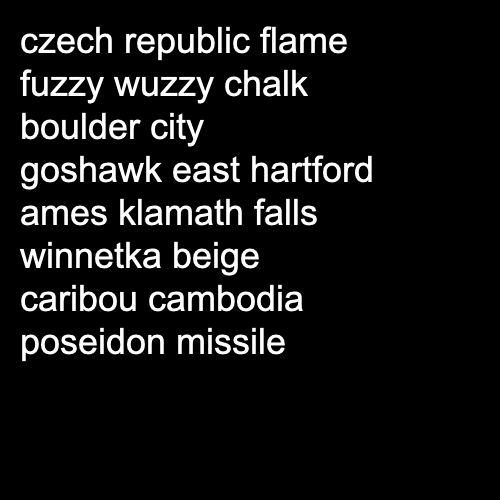 czech republic flame
fuzzy wuzzy chalk
boulder city
goshawk east hartford
ames klamath falls
winnetka beige
caribou cambodia
poseidon missile